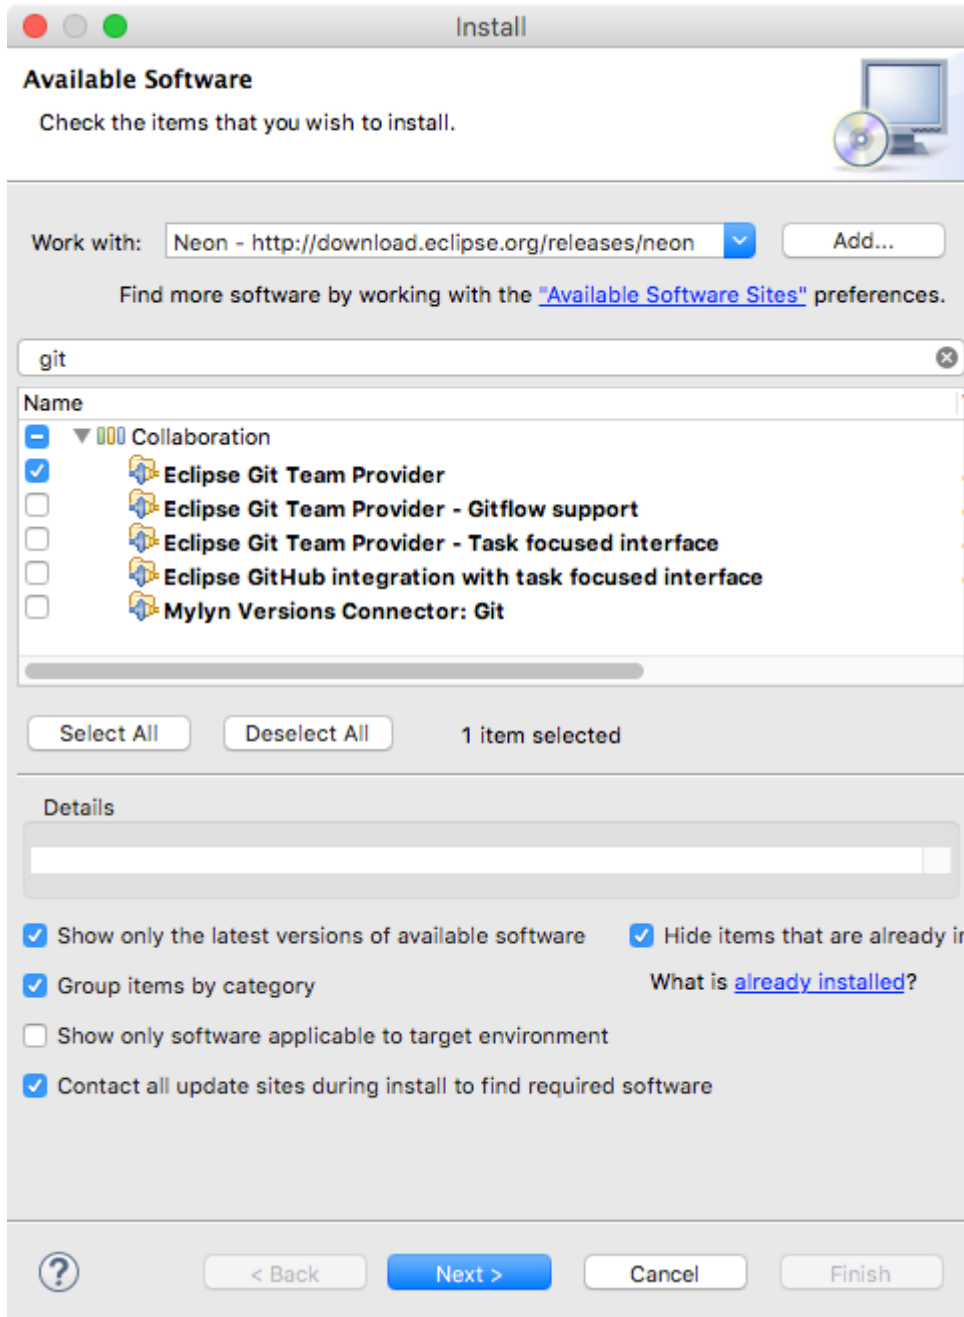 Install
Available Software
Check the items that you wish to install.
Work with: Neon - http://download.eclipse.org/releases/neon Add...
Find more software by working with the "Available Software Sites" preferences.
git
Name
Collaboration
Eclipse Git Team Provider
Eclipse Git Team Provider - Gitflow support
Eclipse Git Team Provider - Task focused interface
Eclipse GitHub integration with task focused interface
Mylyn Versions Connector: Git
Select All Deselect All 1 item selected
Details
Show only the latest versions of available software Hide items that are already
Group items by category What is already installed?
Show only software applicable to target environment
Contact all update sites during install to find required software
? < Back Next > Cancel Finish